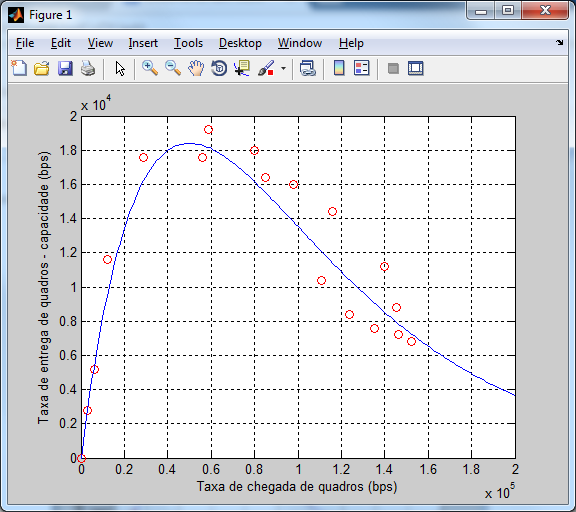 Figure 1
File Edit View Insert Tools Desktop Window Help
x 10^4
2
1.8
1.6
1.4
1.2
1
0.8
0.6
0.4
0.2
0
Taxa de entrega de quadros - capacidade (bps)
0 0.2 0.4 0.6 0.8 1 1.2 1.4 1.6 1.8 2
Taxa de chegada de quadros (bps)
x 10^5